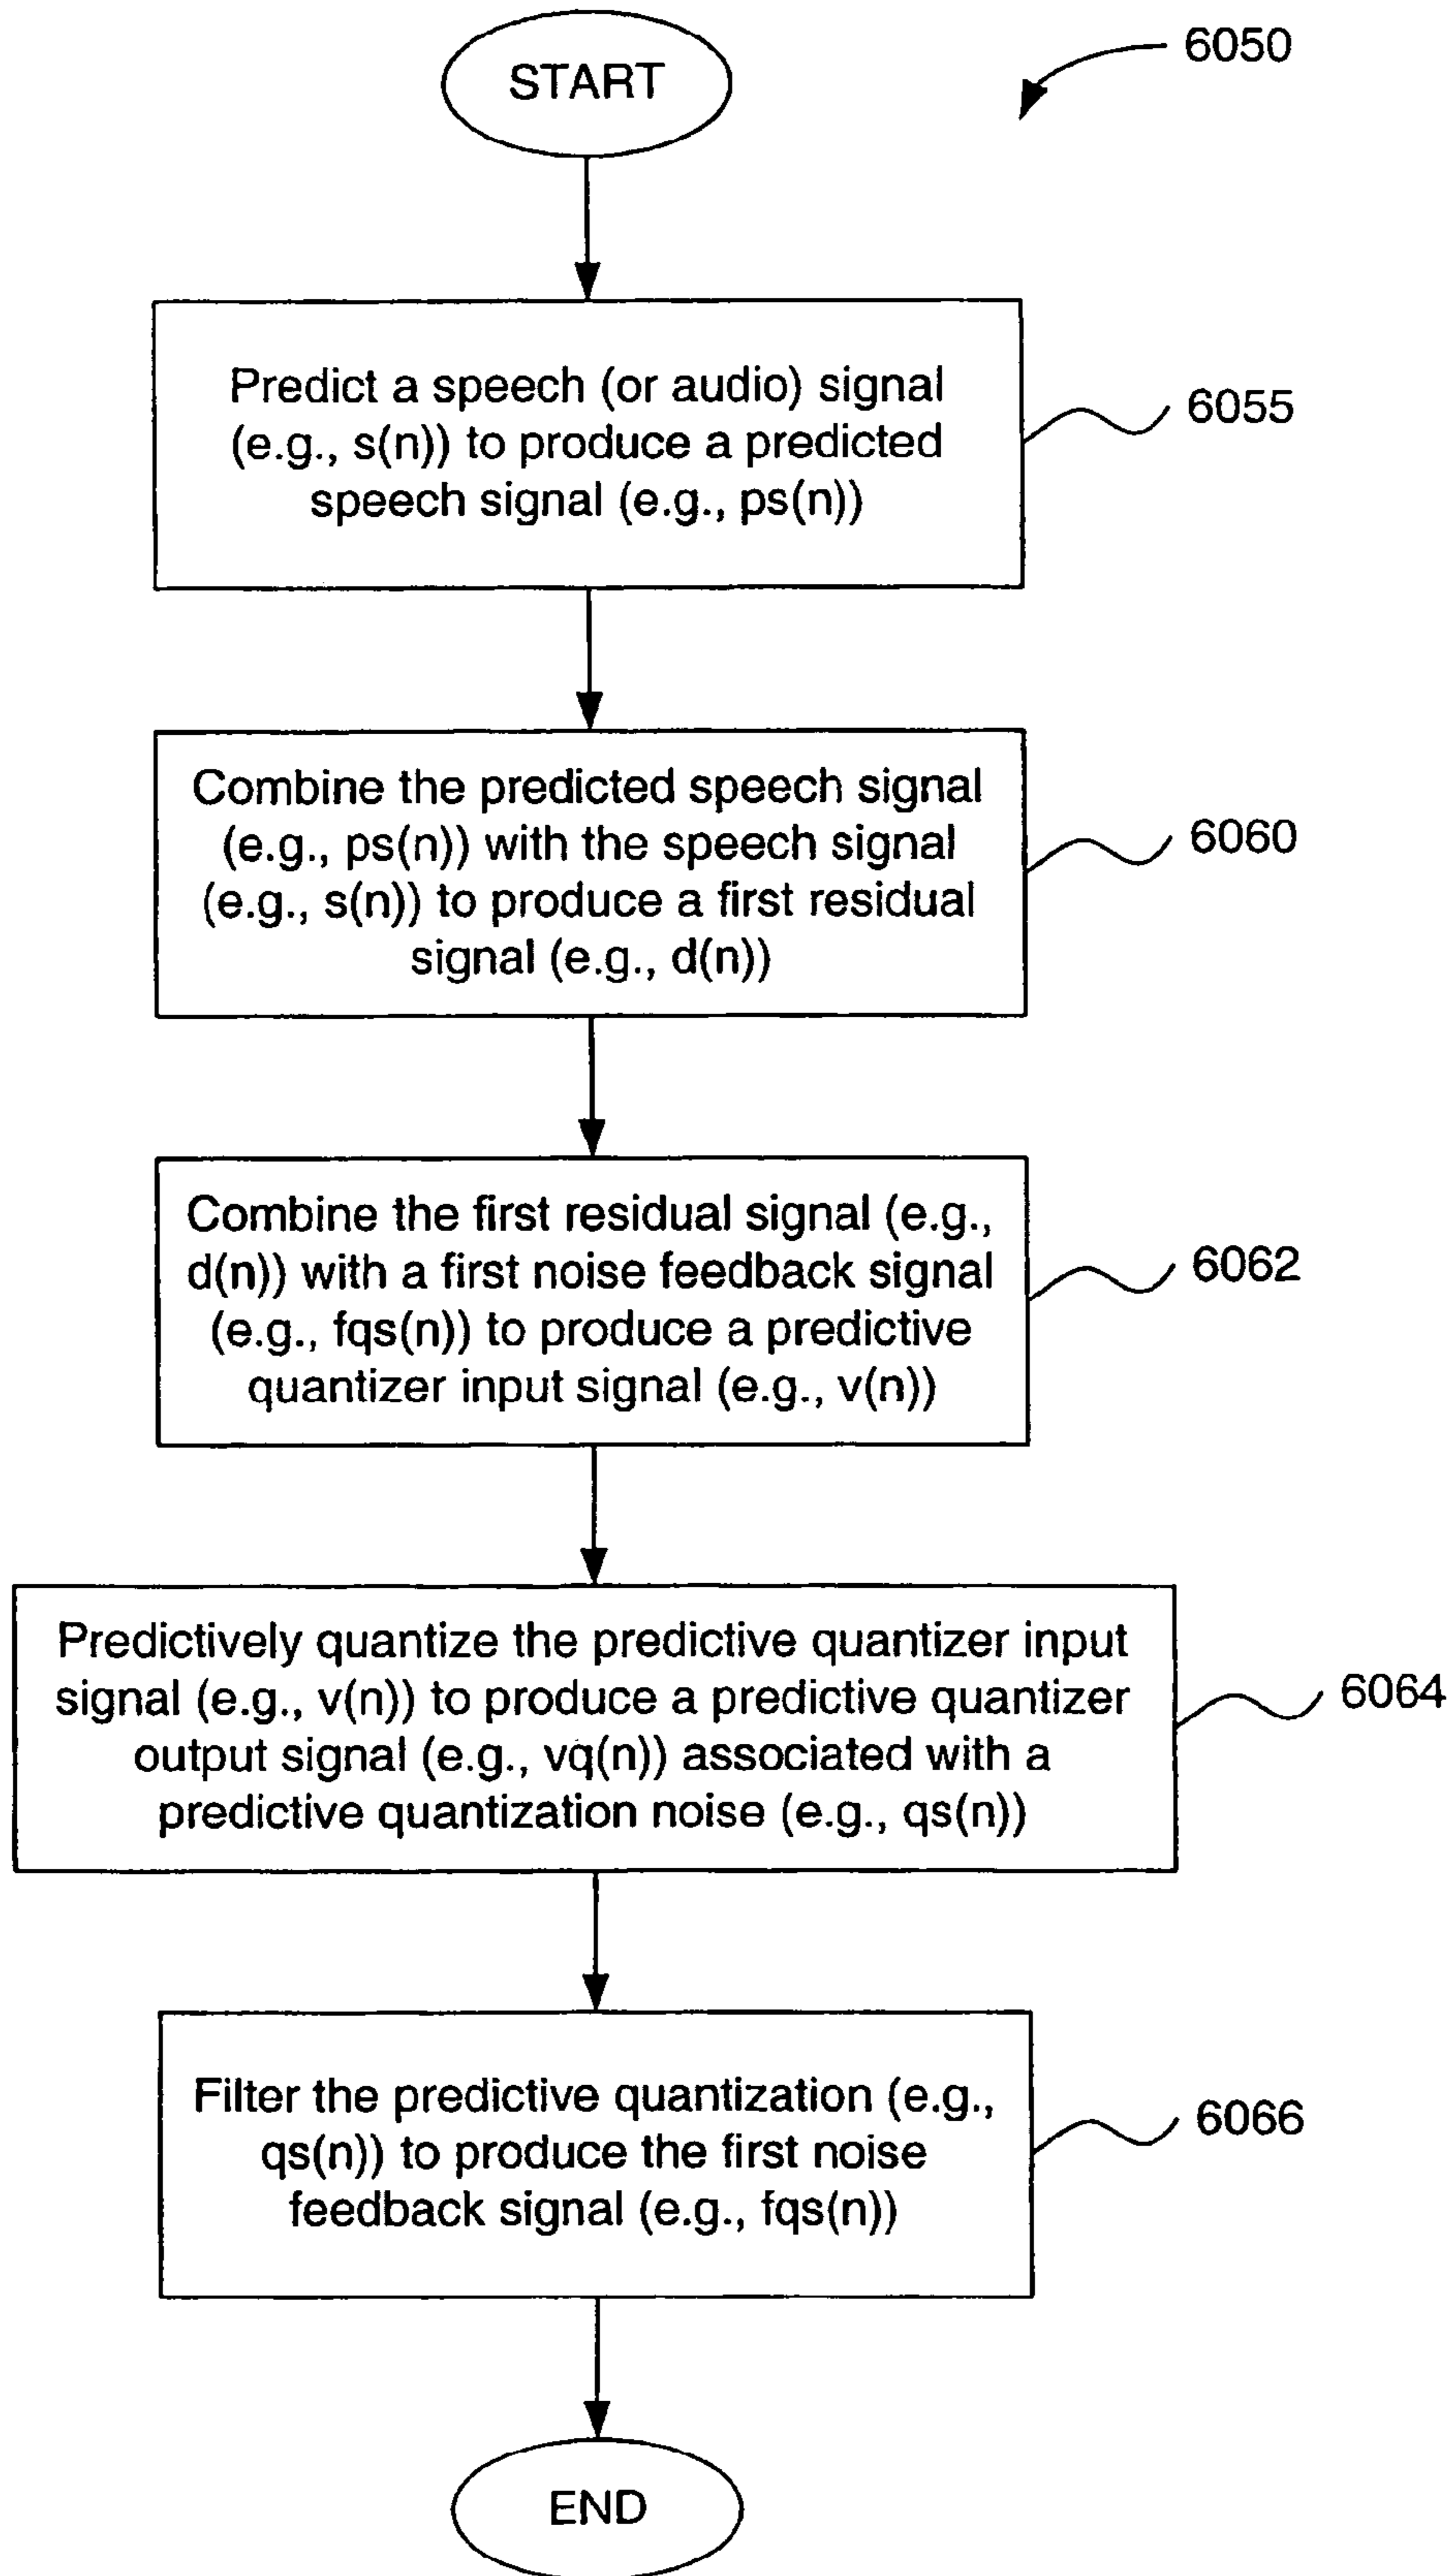 START
6050
Predict a speech (or audio) signal
(e.g., s(n)) to produce a predicted
speech signal (e.g., ps(n))
6055
Combine the predicted speech signal
(e.g., ps(n)) with the speech signal
(e.g., s(n)) to produce a first residual
signal (e.g., d(n))
6060
Combine the first residual signal (e.g.,
d(n)) with a first noise feedback signal
(e.g., fqs(n)) to produce a predictive
quantizer input signal (e.g., v(n))
6062
Predictively quantize the predictive quantizer input
signal (e.g., v(n)) to produce a predictive quantizer
output signal (e.g., vq(n)) associated with a
predictive quantization noise (e.g., qs(n))
6064
Filter the predictive quantization (e.g.,
qs(n)) to produce the first noise
feedback signal (e.g., fqs(n))
6066
END